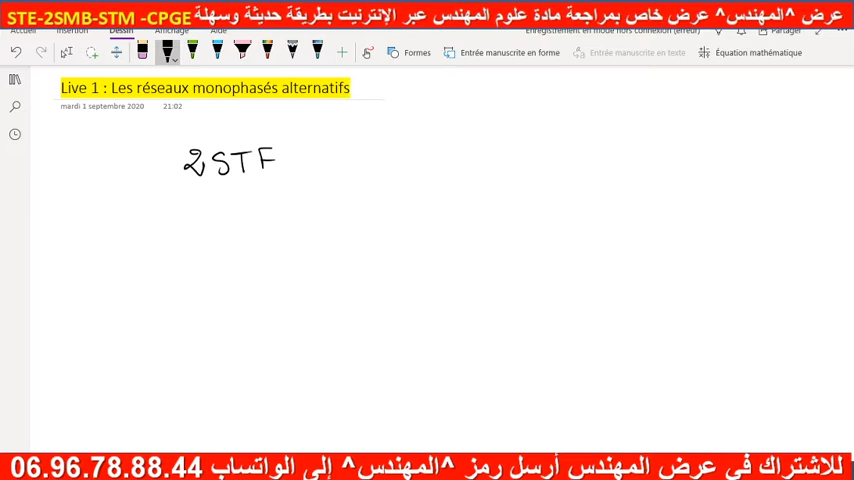 عرض ^المهندس^ عرض خاص بمراجعة مادة علوم المهندس عبر الإنترنيت بطريقة حديثة وسهلة STE-2SMB-STM -CPGE
Accueil Insertion Dessin Affichage Aide Enregistrement en mode hors connexion (erreur) Partager
Formes Entrée manuscrite en forme Entrée manuscrite en texte Équation mathématique
Live 1 : Les réseaux monophasés alternatifs
mardi 1 septembre 2020 21:02
2STF
للاشتراك في عرض المهندس أرسل رمز ^المهندس^ إلى الواتساب 06.96.78.88.44